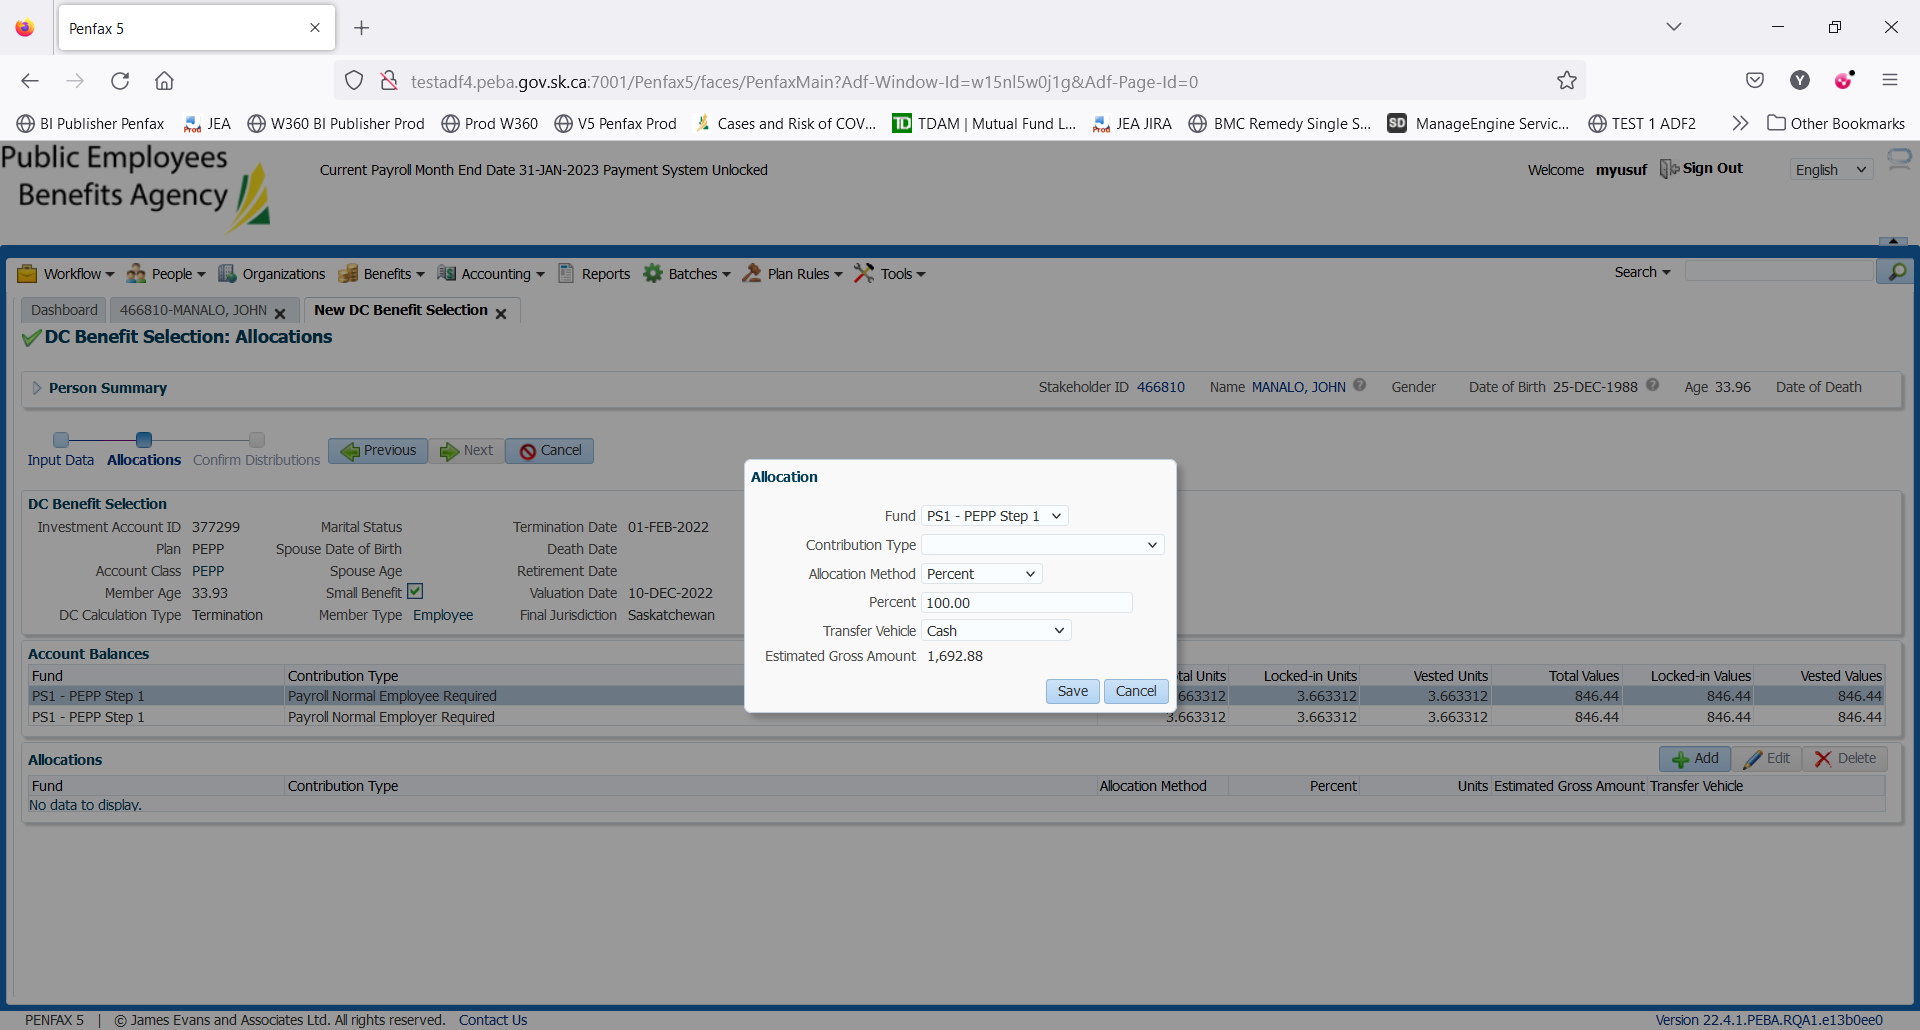 Penfax 5
testadf4.peba.gov.sk.ca:7001/Penfax5/faces/PenfaxMain?Adf-Window-Id=w15nl5w0j1g&Adf-Page-Id=0
Y
BI Publisher Penfax JEA W360 BI Publisher Prod Prod W360 V5 Penfax Prod Cases and Risk of COV... TD TDAM | Mutual Fund L... JEA JIRA BMC Remedy Single S... SD ManageEngine Servic... TEST 1 ADF2 Other Bookmarks
Public Employees
Benefits Agency
Current Payroll Month End Date 31-JAN-2023 Payment System Unlocked
Welcome myusuf Sign Out English
Workflow People Organizations Benefits Accounting Reports Batches Plan Rules Tools Search
Dashboard 466810-MANALO, JOHN New DC Benefit Selection
DC Benefit Selection: Allocations
Person Summary Stakeholder ID 466810 Name MANALO, JOHN Gender Date of Birth 25-DEC-1988 Age 33.96 Date of Death
Input Data Allocations Confirm Distributions Previous Next Cancel
DC Benefit Selection
Investment Account ID 377299 Marital Status Termination Date 01-FEB-2022
Plan PEPP Spouse Date of Birth Death Date
Account Class PEPP Spouse Age Retirement Date
Member Age 33.93 Small Benefit Valuation Date 10-DEC-2022
DC Calculation Type Termination Member Type Employee Final Jurisdiction Saskatchewan
Allocation
Fund PS1 - PEPP Step 1
Contribution Type
Allocation Method Percent
Percent 100.00
Transfer Vehicle Cash
Estimated Gross Amount 1,692.88
Save Cancel
Account Balances
Fund Contribution Type tal Units Locked-in Units Vested Units Total Values Locked-in Values Vested Values
PS1 - PEPP Step 1 Payroll Normal Employee Required 663312 3.663312 3.663312 846.44 846.44 846.44
PS1 - PEPP Step 1 Payroll Normal Employer Required 3.663312 3.663312 3.663312 846.44 846.44 846.44
Allocations Add Edit Delete
Fund Contribution Type Allocation Method Percent Units Estimated Gross Amount Transfer Vehicle
No data to display.
PENFAX 5 | © James Evans and Associates Ltd. All rights reserved. Contact Us Version 22.4.1.PEBA.RQA1.e13b0ee0